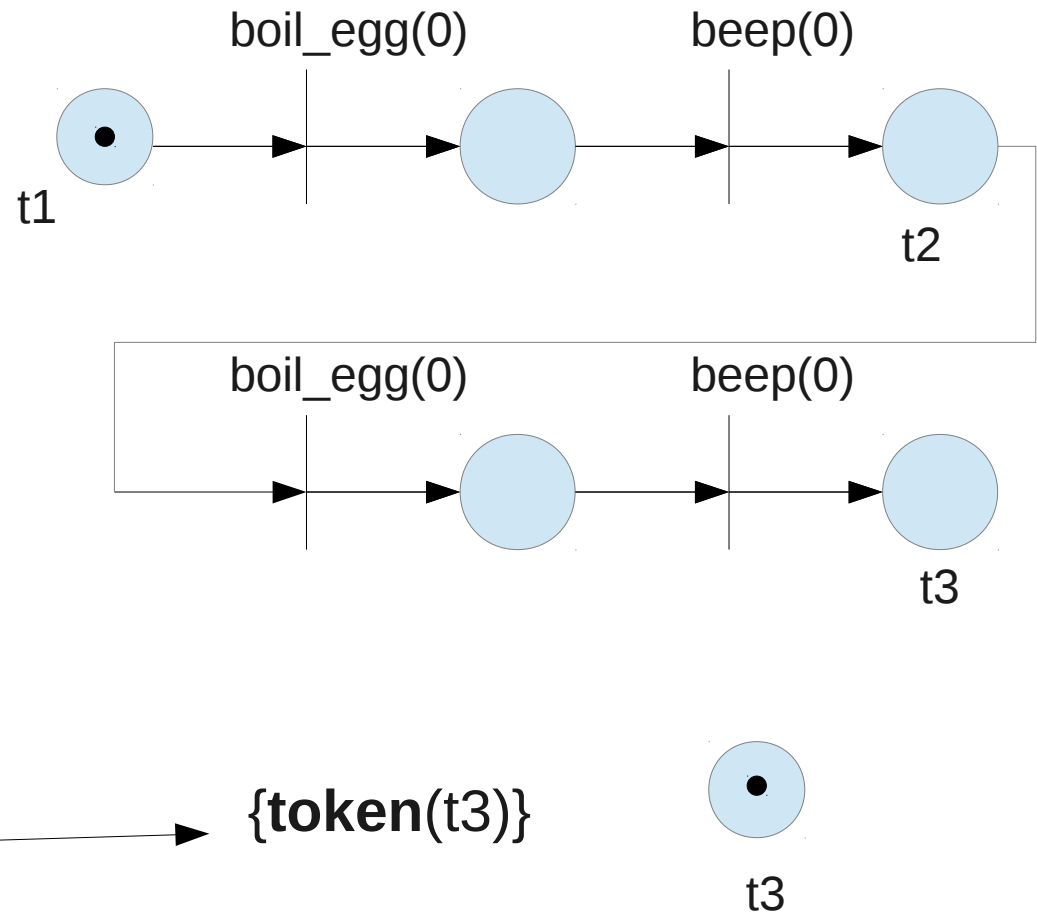 boil_egg(0) beep(0)
t1
t2
boil_egg(0) beep(0)
t3
{token(t3)}
t3